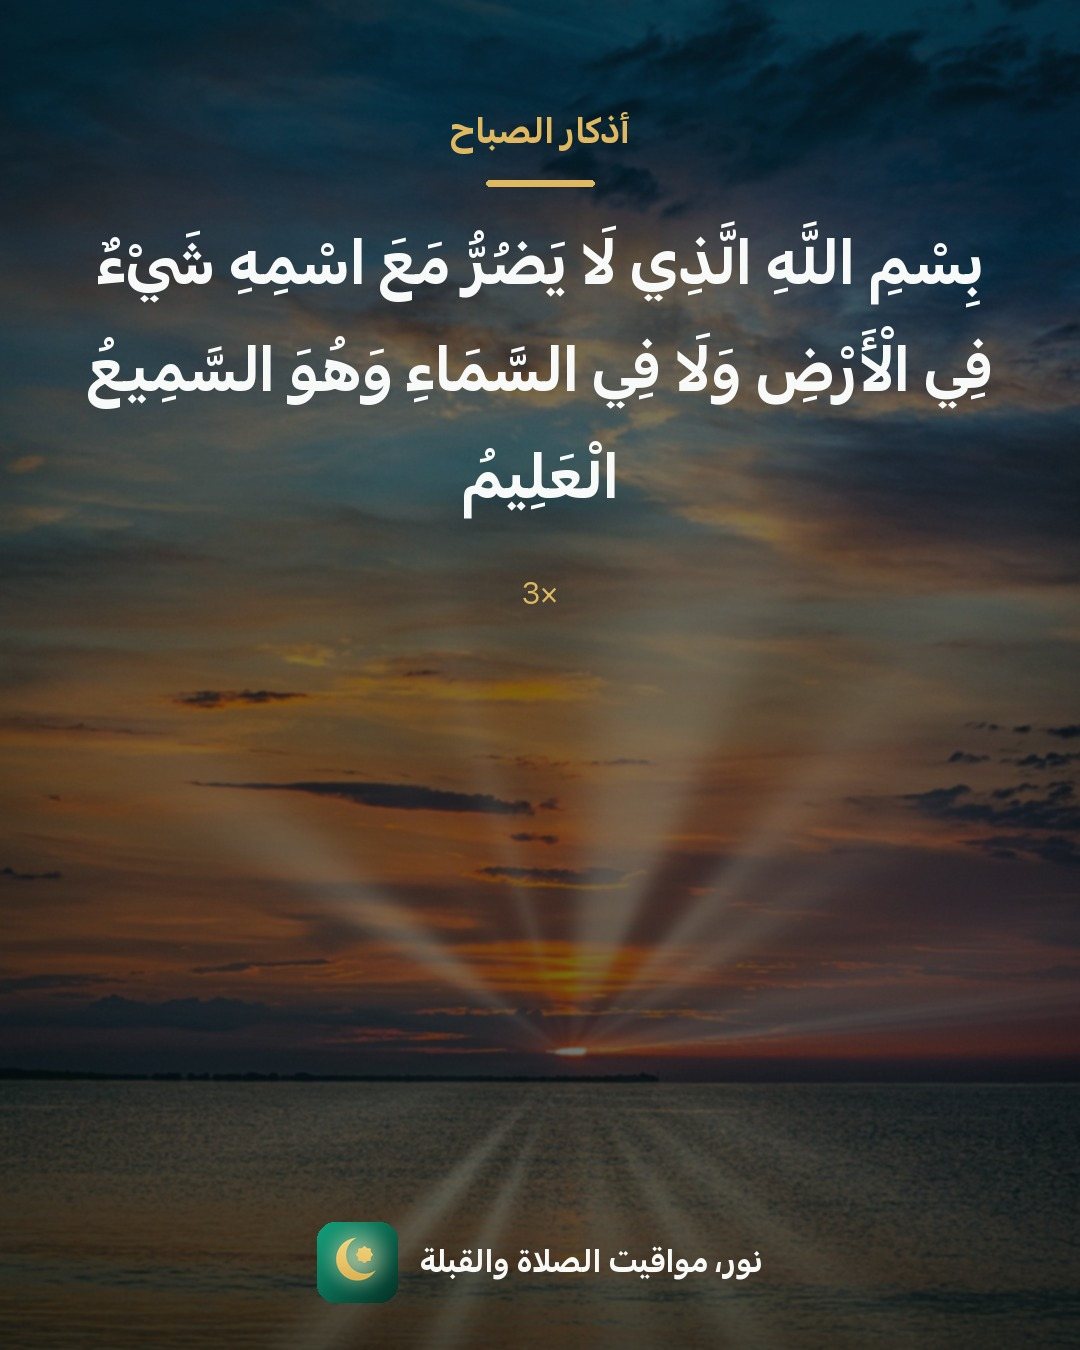 أذكار الصباح
بِسْمِ اللَّهِ الَّذِي لَا يَضُرُّ مَعَ اسْمِهِ شَيْءٌ
فِي الْأَرْضِ وَلَا فِي السَّمَاءِ وَهُوَ السَّمِيعُ
الْعَلِيمُ
3×
نور، مواقيت الصلاة والقبلة